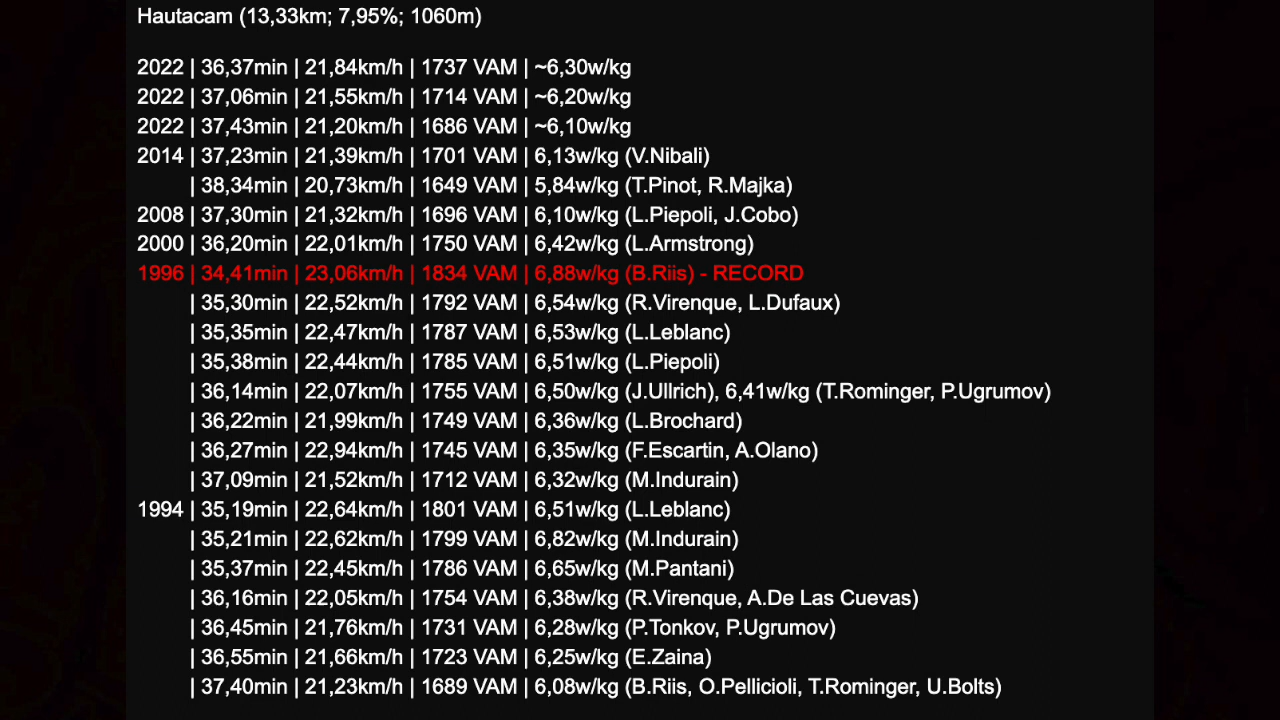 Hautacam (13,33km; 7,95%; 1060m)
2022 | 36,37min | 21,84km/h | 1737 VAM | ~6,30w/kg
2022 | 37,06min | 21,55km/h | 1714 VAM | ~6,20w/kg
2022 | 37,43min | 21,20km/h | 1686 VAM | ~6,10w/kg
2014 | 37,23min | 21,39km/h | 1701 VAM | 6,13w/kg (V.Nibali)
| 38,34min | 20,73km/h | 1649 VAM | 5,84w/kg (T.Pinot, R.Majka)
2008 | 37,30min | 21,32km/h | 1696 VAM | 6,10w/kg (L.Piepoli, J.Cobo)
2000 | 36,20min | 22,01km/h | 1750 VAM | 6,42w/kg (L.Armstrong)
1996 | 34,41min | 23,06km/h | 1834 VAM | 6,88w/kg (B.Riis) - RECORD
| 35,30min | 22,52km/h | 1792 VAM | 6,54w/kg (R.Virenque, L.Dufaux)
| 35,35min | 22,47km/h | 1787 VAM | 6,53w/kg (L.Leblanc)
| 35,38min | 22,44km/h | 1785 VAM | 6,51w/kg (L.Piepoli)
| 36,14min | 22,07km/h | 1755 VAM | 6,50w/kg (J.Ullrich), 6,41w/kg (T.Rominger, P.Ugrumov)
| 36,22min | 21,99km/h | 1749 VAM | 6,36w/kg (L.Brochard)
| 36,27min | 22,94km/h | 1745 VAM | 6,35w/kg (F.Escartin, A.Olano)
| 37,09min | 21,52km/h | 1712 VAM | 6,32w/kg (M.Indurain)
1994 | 35,19min | 22,64km/h | 1801 VAM | 6,51w/kg (L.Leblanc)
| 35,21min | 22,62km/h | 1799 VAM | 6,82w/kg (M.Indurain)
| 35,37min | 22,45km/h | 1786 VAM | 6,65w/kg (M.Pantani)
| 36,16min | 22,05km/h | 1754 VAM | 6,38w/kg (R.Virenque, A.De Las Cuevas)
| 36,45min | 21,76km/h | 1731 VAM | 6,28w/kg (P.Tonkov, P.Ugrumov)
| 36,55min | 21,66km/h | 1723 VAM | 6,25w/kg (E.Zaina)
| 37,40min | 21,23km/h | 1689 VAM | 6,08w/kg (B.Riis, O.Pellicioli, T.Rominger, U.Bolts)